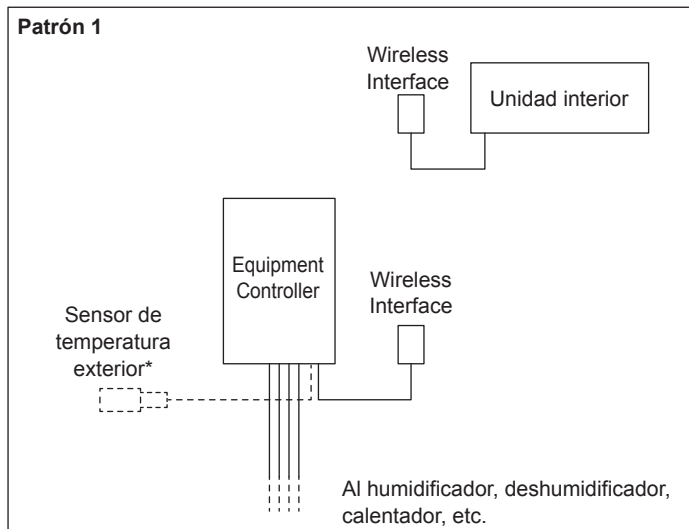 Patrón 1
Wireless
Interface
Unidad interior
Equipment
Controller
Wireless
Interface
Sensor de
temperatura
exterior*
Al humidificador, deshumidificador,
calentador, etc.